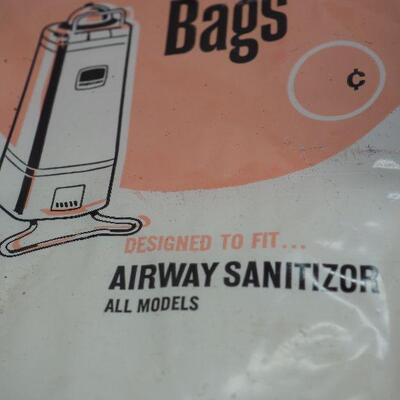 Bags
¢
DESIGNED TO FIT...
AIRWAY SANITIZOR
ALL MODELS